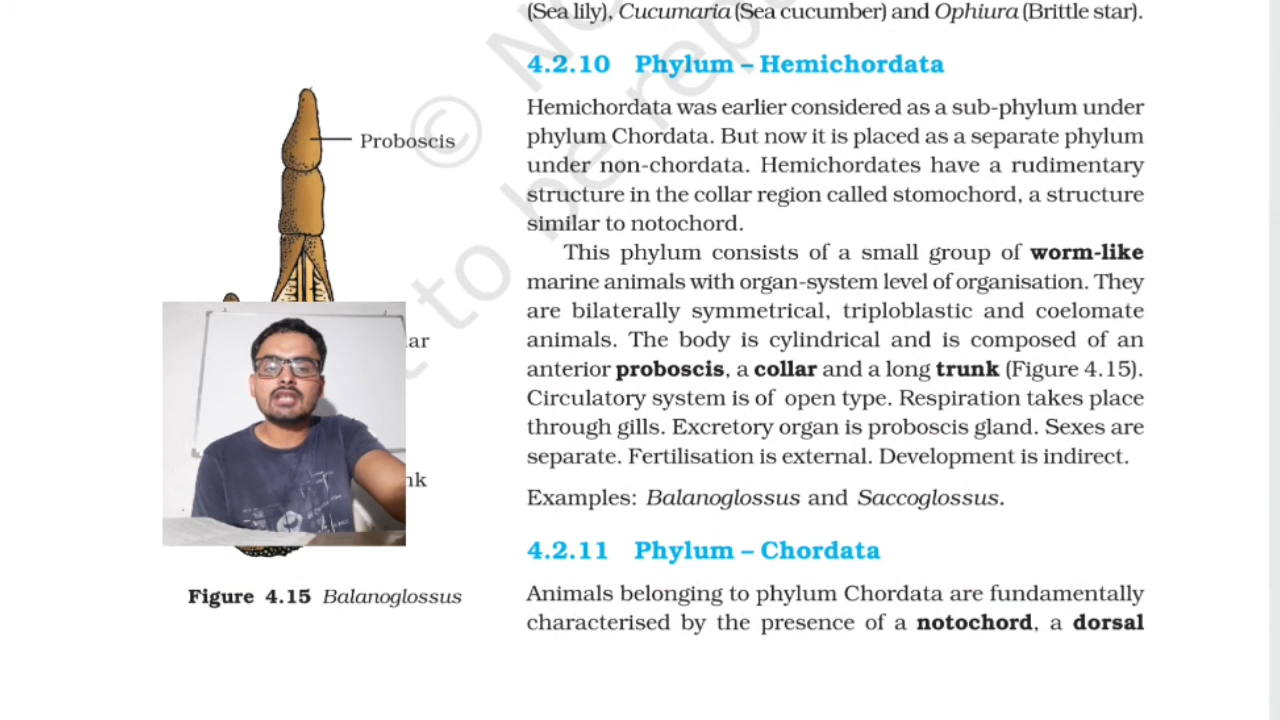 (Sea lily), Cucumaria (Sea cucumber) and Ophiura (Brittle star).
4.2.10 Phylum – Hemichordata
Hemichordata was earlier considered as a sub-phylum under
phylum Chordata. But now it is placed as a separate phylum
under non-chordata. Hemichordates have a rudimentary
structure in the collar region called stomochord, a structure
similar to notochord.
This phylum consists of a small group of worm-like
marine animals with organ-system level of organisation. They
are bilaterally symmetrical, triploblastic and coelomate
animals. The body is cylindrical and is composed of an
anterior proboscis, a collar and a long trunk (Figure 4.15).
Circulatory system is of open type. Respiration takes place
through gills. Excretory organ is proboscis gland. Sexes are
separate. Fertilisation is external. Development is indirect.
Examples: Balanoglossus and Saccoglossus.
4.2.11 Phylum – Chordata
Animals belonging to phylum Chordata are fundamentally
characterised by the presence of a notochord, a dorsal
Proboscis
ar
nk
Figure 4.15 Balanoglossus
© N
to be rep